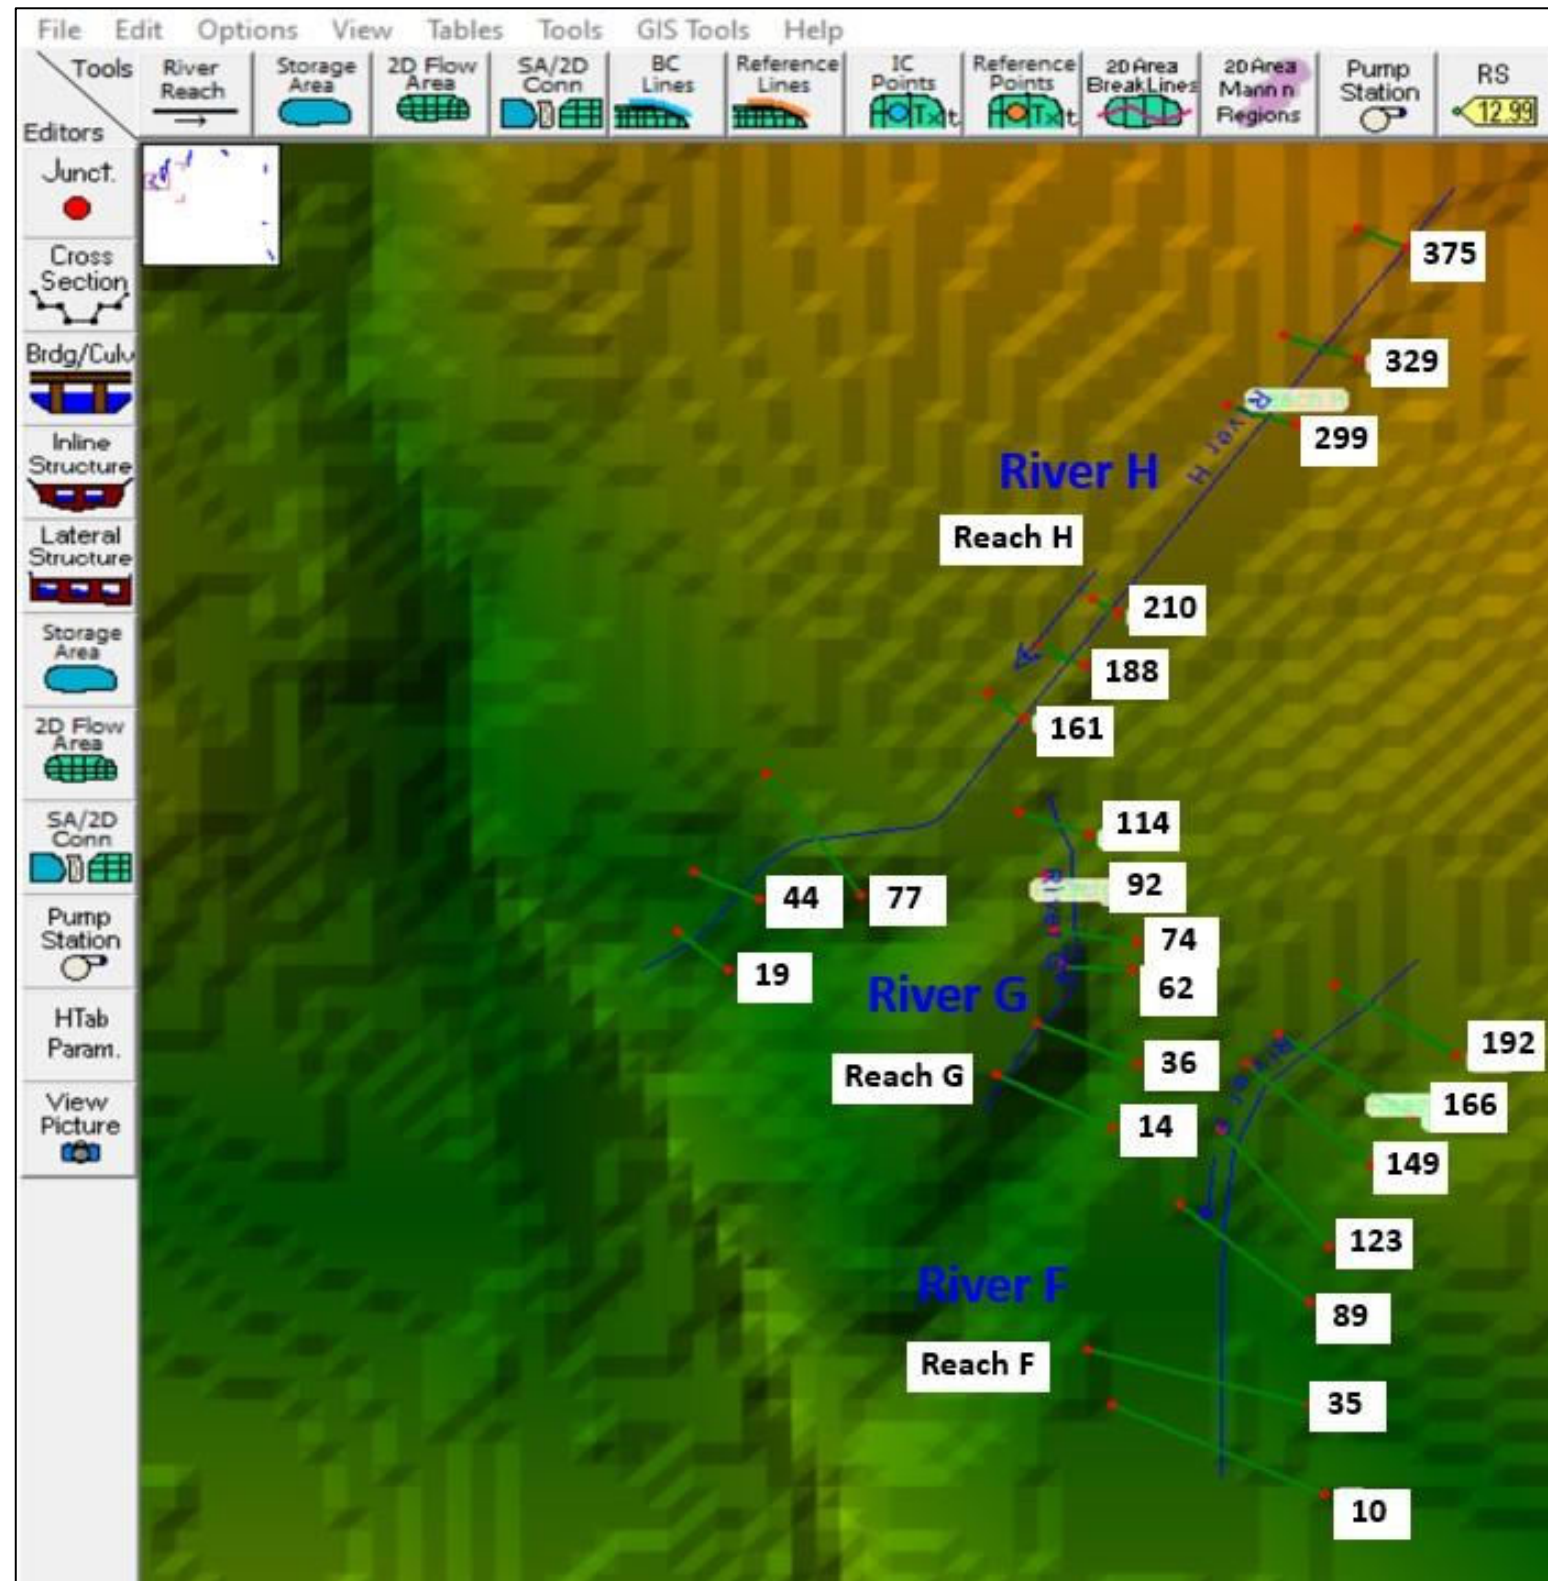 File Edit Options View Tables Tools GIS Tools Help
Tools
Editors
River
Reach
Storage
Area
2D Flow
Area
SA/2D
Conn
BC
Lines
Reference
Lines
IC
Points
Reference
Points
2D Area
BreakLines
2D Area
Mann n
Regions
Pump
Station
RS
12.99
Junct.
Cross
Section
Brdg/Culv
Inline
Structure
Lateral
Structure
Storage
Area
2D Flow
Area
SA/2D
Conn
Pump
Station
HTab
Param.
View
Picture
375
329
299
River H
River H
Reach H
210
188
161
114
92
44
77
74
19
62
River G
River G
Reach G
36
14
192
166
149
123
89
River F
Reach F
35
10